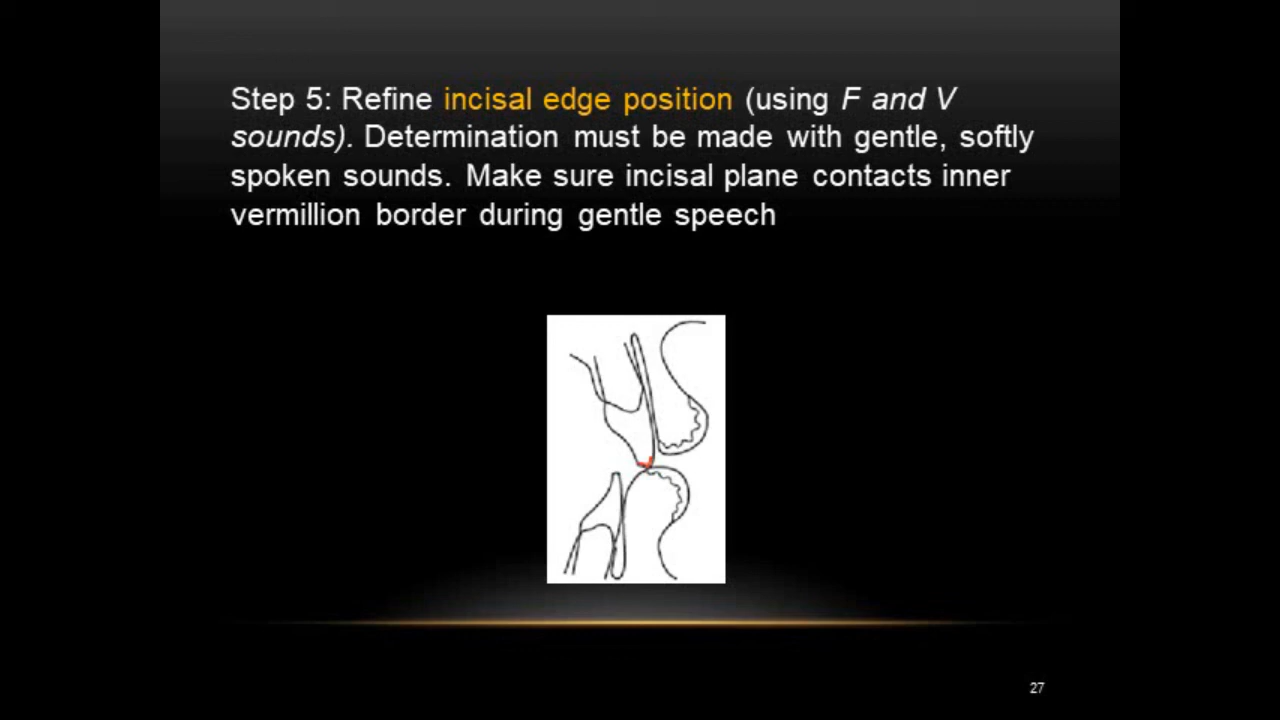 Step 5: Refine incisal edge position (using F and V
sounds). Determination must be made with gentle, softly
spoken sounds. Make sure incisal plane contacts inner
vermillion border during gentle speech
27